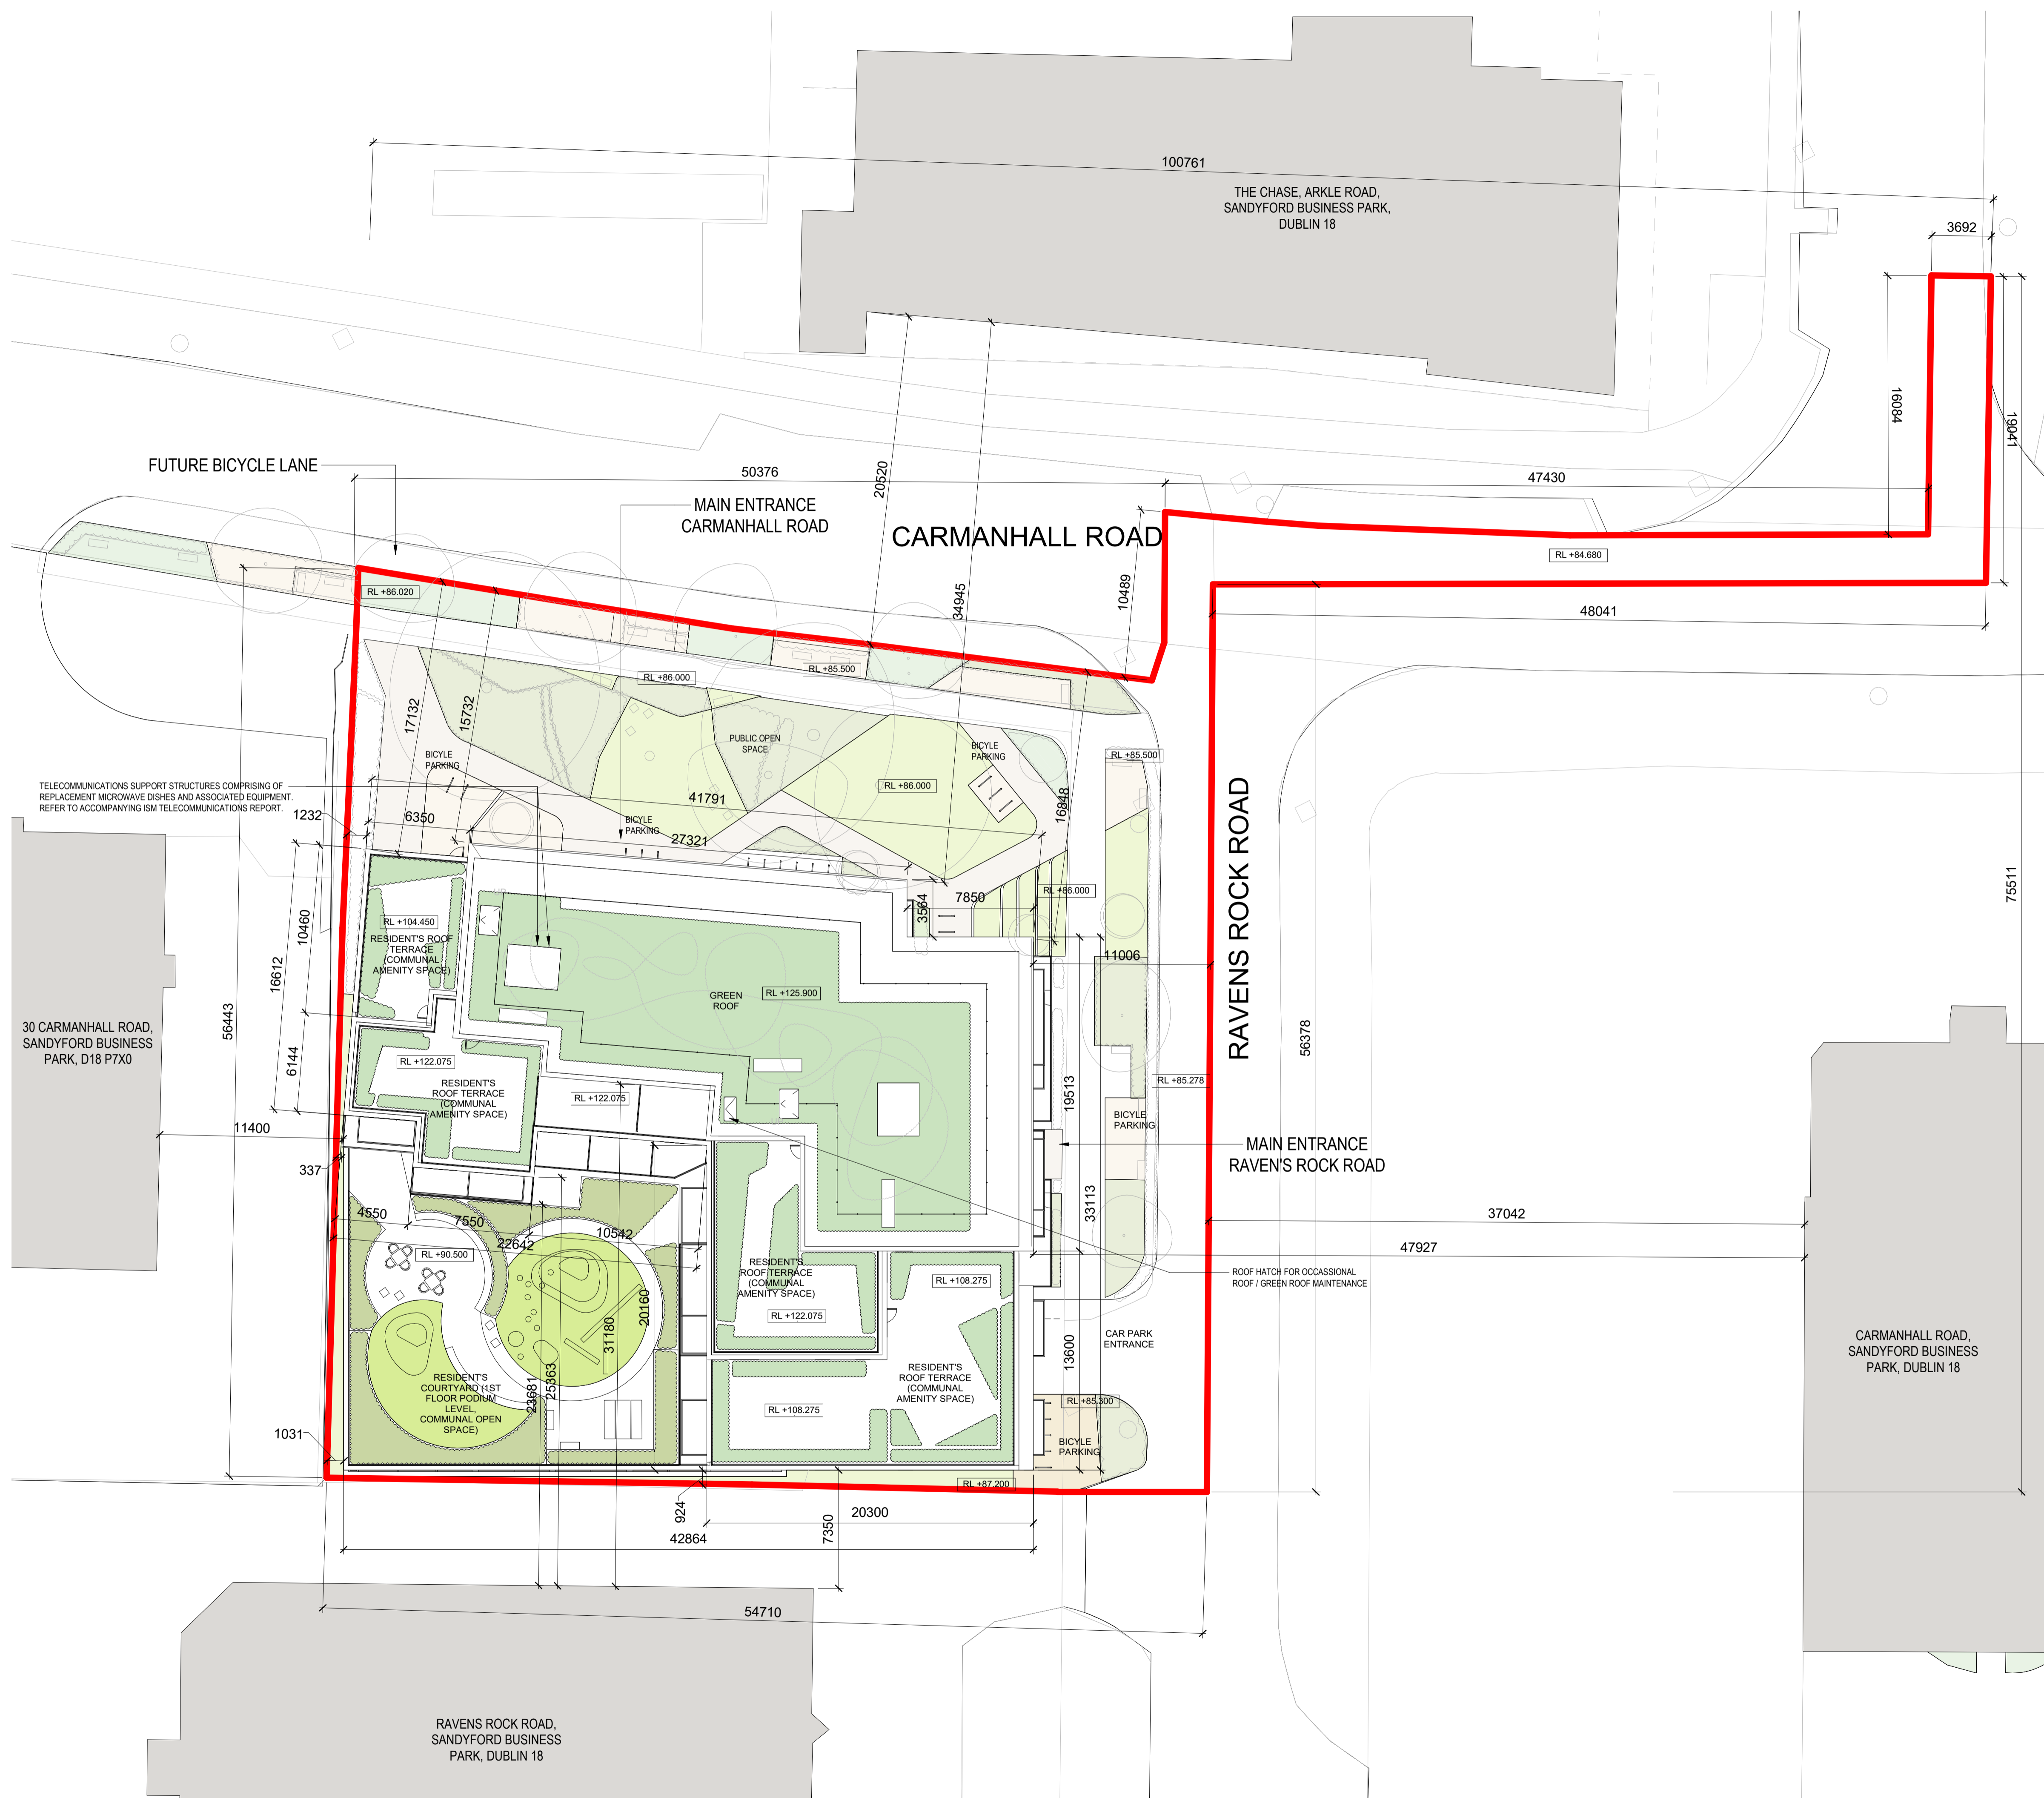 100761
THE CHASE, ARKLE ROAD,
SANDYFORD BUSINESS PARK,
DUBLIN 18
3692
16084
19041
FUTURE BICYCLE LANE
50376
20520
47430
MAIN ENTRANCE
CARMANHALL ROAD
CARMANHALL ROAD
RL +84.680
RL +86.020
34945
10489
48041
RL +85.500
RL +86.000
17132
15732
PUBLIC OPEN
SPACE
BICYLE
PARKING
BICYLE
PARKING
RL +85.500
RL +86.000
TELECOMMUNICATIONS SUPPORT STRUCTURES COMPRISING OF
REPLACEMENT MICROWAVE DISHES AND ASSOCIATED EQUIPMENT.
REFER TO ACCOMPANYING ISM TELECOMMUNICATIONS REPORT.
41791
16848
1232
6350
BICYLE
PARKING
27321
RAVENS ROCK ROAD
75511
3564
7850
RL +86.000
10460
RL +104.450
RESIDENT'S ROOF
TERRACE
(COMMUNAL
AMENITY SPACE)
11006
16612
GREEN
ROOF
RL +125.900
56443
30 CARMANHALL ROAD,
SANDYFORD BUSINESS
PARK, D18 P7X0
56378
6144
RL +122.075
RESIDENT'S
ROOF TERRACE
(COMMUNAL
AMENITY SPACE)
RL +122.075
RL +85.278
19513
BICYLE
PARKING
11400
MAIN ENTRANCE
RAVEN'S ROCK ROAD
337
33113
4550
7550
10542
22642
37042
RL +90.500
47927
RESIDENT'S
ROOF TERRACE
(COMMUNAL
AMENITY SPACE)
RL +108.275
ROOF HATCH FOR OCCASSIONAL
ROOF / GREEN ROOF MAINTENANCE
RL +122.075
20160
31180
CAR PARK
ENTRANCE
13600
CARMANHALL ROAD,
SANDYFORD BUSINESS
PARK, DUBLIN 18
RESIDENT'S
COURTYARD (1ST
FLOOR PODIUM
LEVEL,
COMMUNAL OPEN
SPACE)
23681
25363
RESIDENT'S
ROOF TERRACE
(COMMUNAL
AMENITY SPACE)
RL +108.275
RL +85.300
1031
BICYLE
PARKING
RL +87.200
924
20300
7350
42864
54710
RAVENS ROCK ROAD,
SANDYFORD BUSINESS
PARK, DUBLIN 18